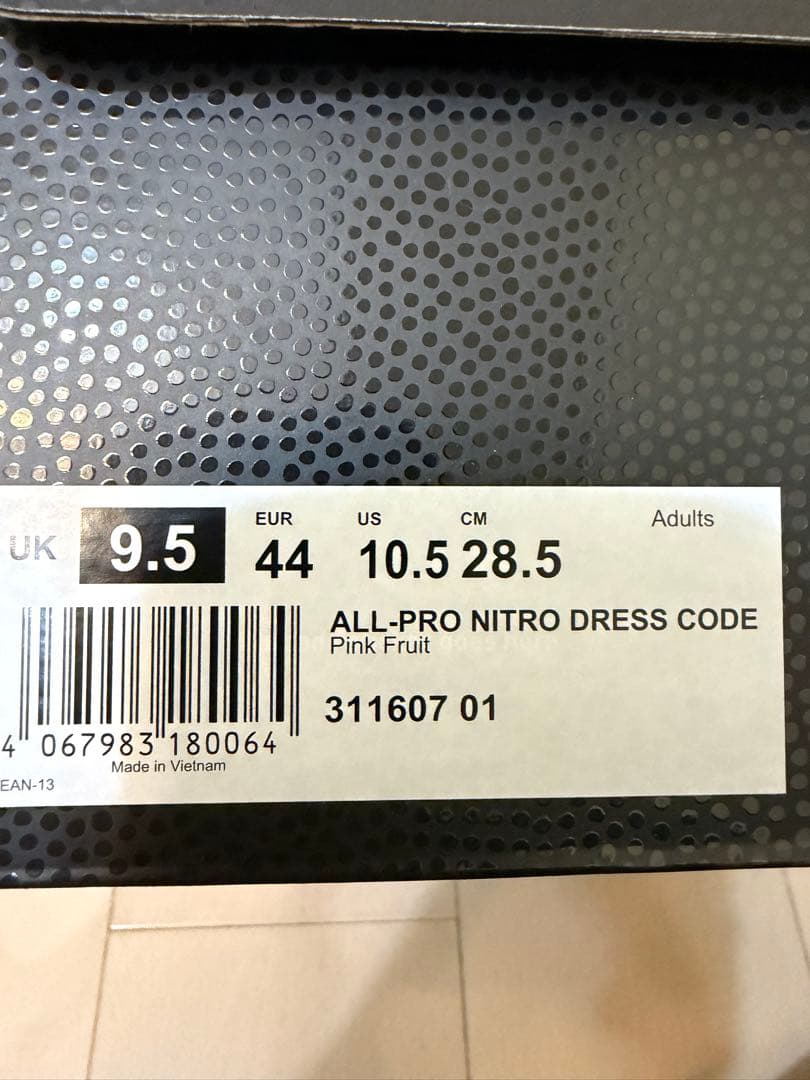 UK 9.5
EUR 44
US 10.5
CM 28.5
Adults
ALL-PRO NITRO DRESS CODE
Pink Fruit
311607 01
4 067983 180064
Made in Vietnam
EAN-13